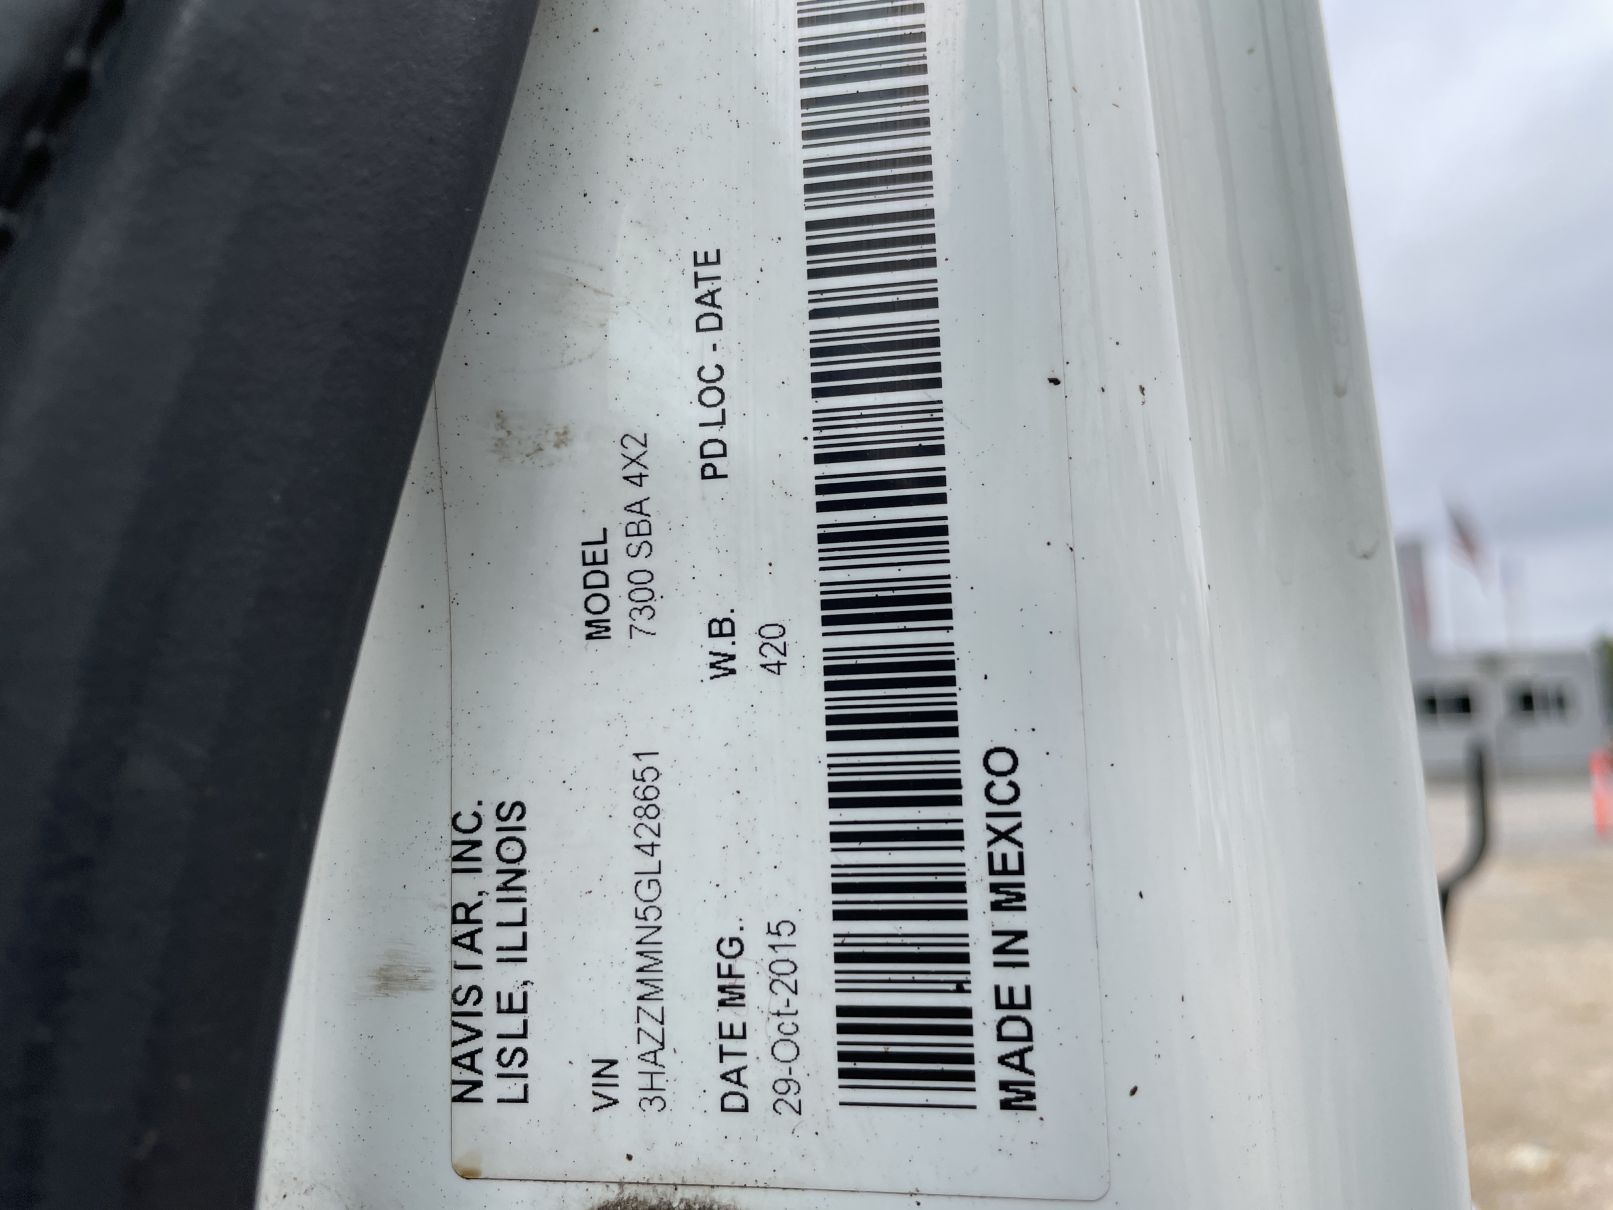 NAVISTAR, INC.
LISLE, ILLINOIS
VIN
3HAZZMMN5GL428651
MODEL
7300 SBA 4X2
DATE MFG..
29-Oct-2015
W.B.
420
PD LOC - DATE
MADE IN MEXICO